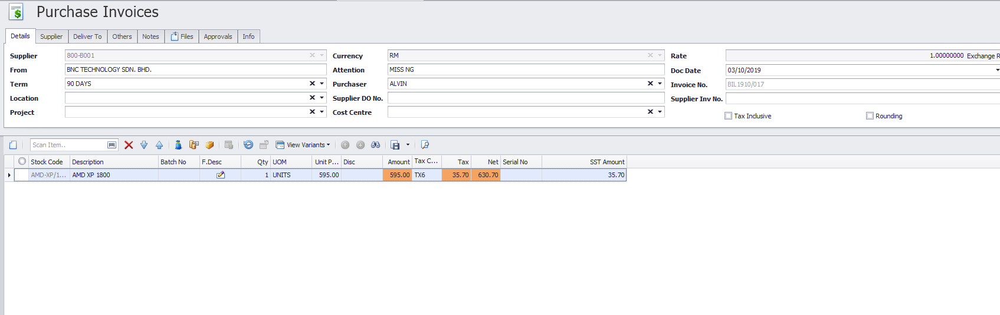 Purchase Invoices
Details Supplier Deliver To Others Notes Files Approvals Info
Supplier 800-B001 Currency RM Rate 1.00000000 Exchange R
From BNC TECHNOLOGY SDN. BHD. Attention MISS NG Doc Date 03/10/2019
Term 90 DAYS Purchaser ALVIN Invoice No. BIL1910/017
Location Supplier DO No. Supplier Inv No.
Project Cost Centre Tax Inclusive Rounding
Scan Item.. View Variants
Stock Code Description Batch No F.Desc Qty UOM Unit P... Disc Amount Tax C... Tax Net Serial No SST Amount
AMD-XP/1... AMD XP 1800 1 UNITS 595.00 595.00 TX6 35.70 630.70 35.70